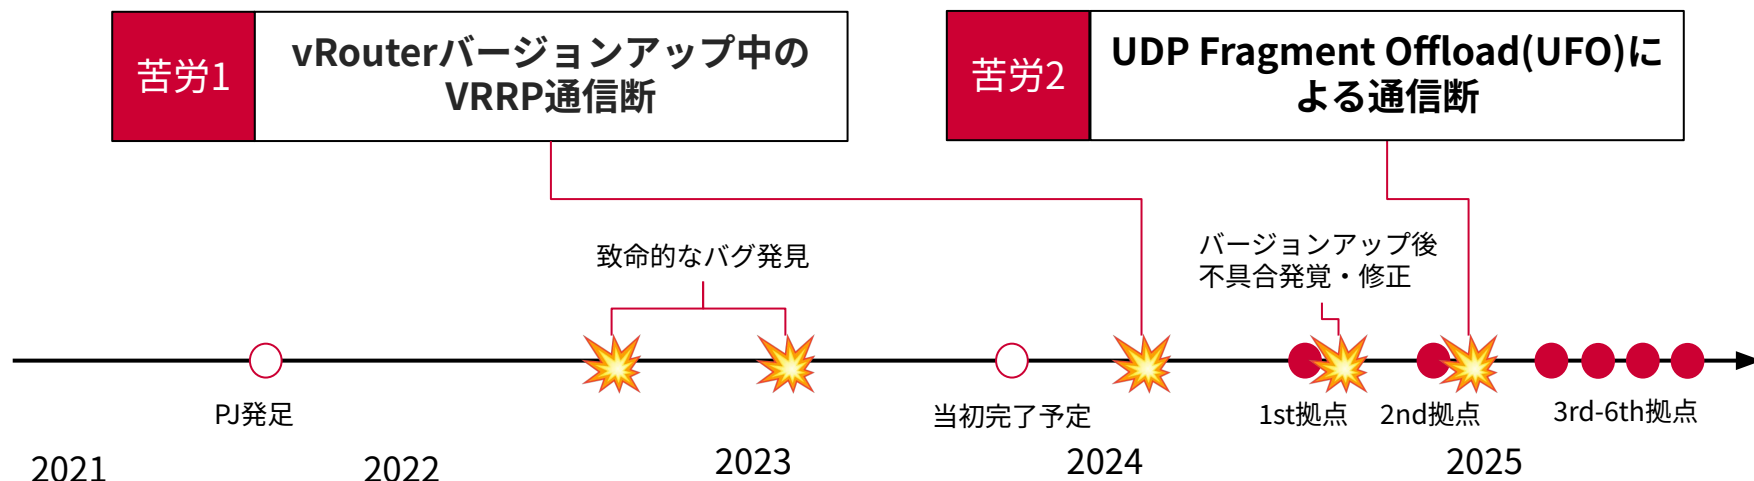 苦労1
vRouterバージョンアップ中の
VRRP通信断
苦労2
UDP Fragment Offload(UFO)に
よる通信断
致命的なバグ発見
バージョンアップ後
不具合発覚・修正
PJ発足
当初完了予定
1st拠点
2nd拠点
3rd-6th拠点
2021
2022
2023
2024
2025